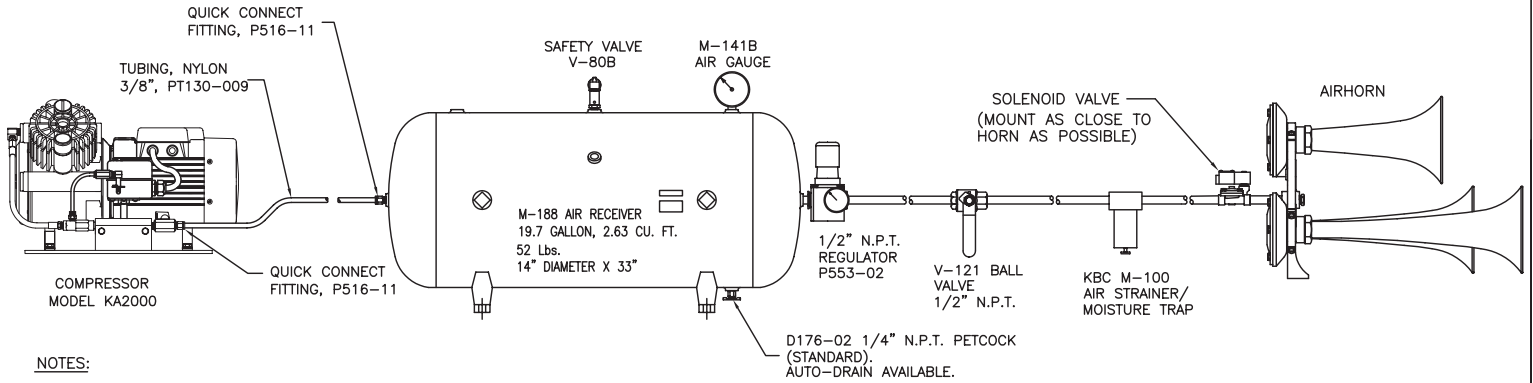 QUICK CONNECT
FITTING, P516-11
TUBING, NYLON
3/8", PT130-009
SAFETY VALVE
V-80B
M-141B
AIR GAUGE
SOLENOID VALVE
(MOUNT AS CLOSE TO
HORN AS POSSIBLE)
AIRHORN
M-188 AIR RECEIVER
19.7 GALLON, 2.63 CU. FT.
52 Lbs.
14" DIAMETER X 33"
1/2" N.P.T.
REGULATOR
P553-02
V-121 BALL
VALVE
1/2" N.P.T.
KBC M-100
AIR STRAINER/
MOISTURE TRAP
QUICK CONNECT
FITTING, P516-11
COMPRESSOR
MODEL KA2000
D176-02 1/4" N.P.T. PETCOCK
(STANDARD).
AUTO-DRAIN AVAILABLE.
NOTES: